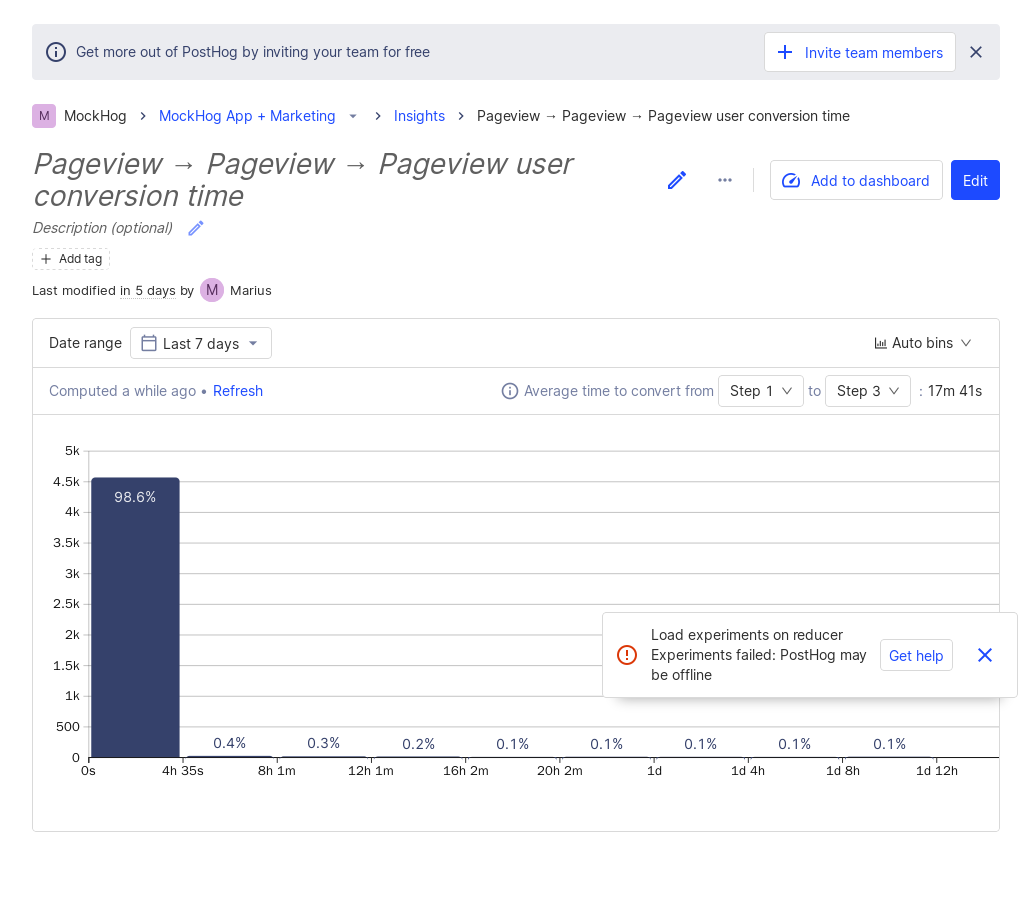 Get more out of PostHog by inviting your team for free
Invite team members
M MockHog MockHog App + Marketing Insights Pageview → Pageview → Pageview user conversion time
Pageview → Pageview → Pageview user
conversion time
Add to dashboard
Edit
Description (optional)
Add tag
Last modified in 5 days by M Marius
Date range Last 7 days
Auto bins
Computed a while ago • Refresh
Average time to convert from Step 1 to Step 3 : 17m 41s
5k
4.5k
4k
3.5k
3k
2.5k
2k
1.5k
1k
500
0
98.6%
0.4% 0.3% 0.2% 0.1% 0.1% 0.1% 0.1% 0.1%
0s 4h 35s 8h 1m 12h 1m 16h 2m 20h 2m 1d 1d 4h 1d 8h 1d 12h
Load experiments on reducer
Experiments failed: PostHog may
be offline
Get help